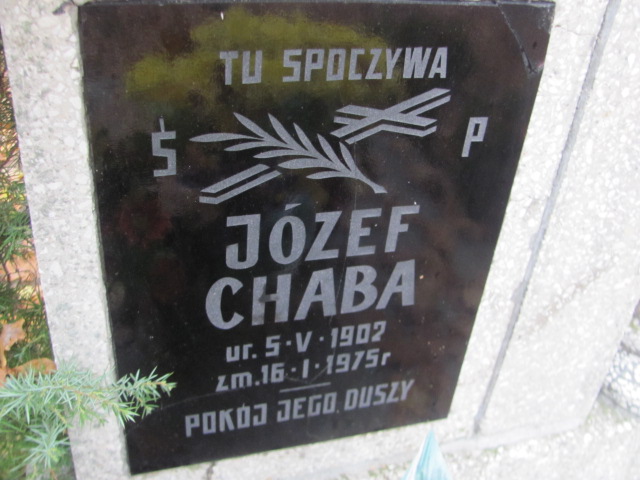 TU SPOCZYWA
Ś P
JÓZEF
CHABA
ur. 5·V·1902
zm. 16·I·1975r
POKÓJ JEGO DUSZY